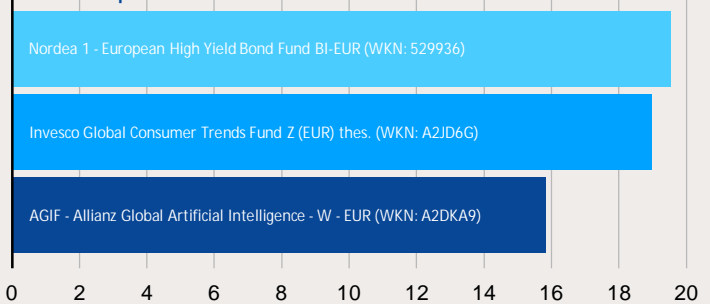 Nordea 1 - European High Yield Bond Fund BI-EUR (WKN: 529936)
Invesco Global Consumer Trends Fund Z (EUR) thes. (WKN: A2JD6G)
AGIF - Allianz Global Artificial Intelligence - W - EUR (WKN: A2DKA9)
0 2 4 6 8 10 12 14 16 18 20